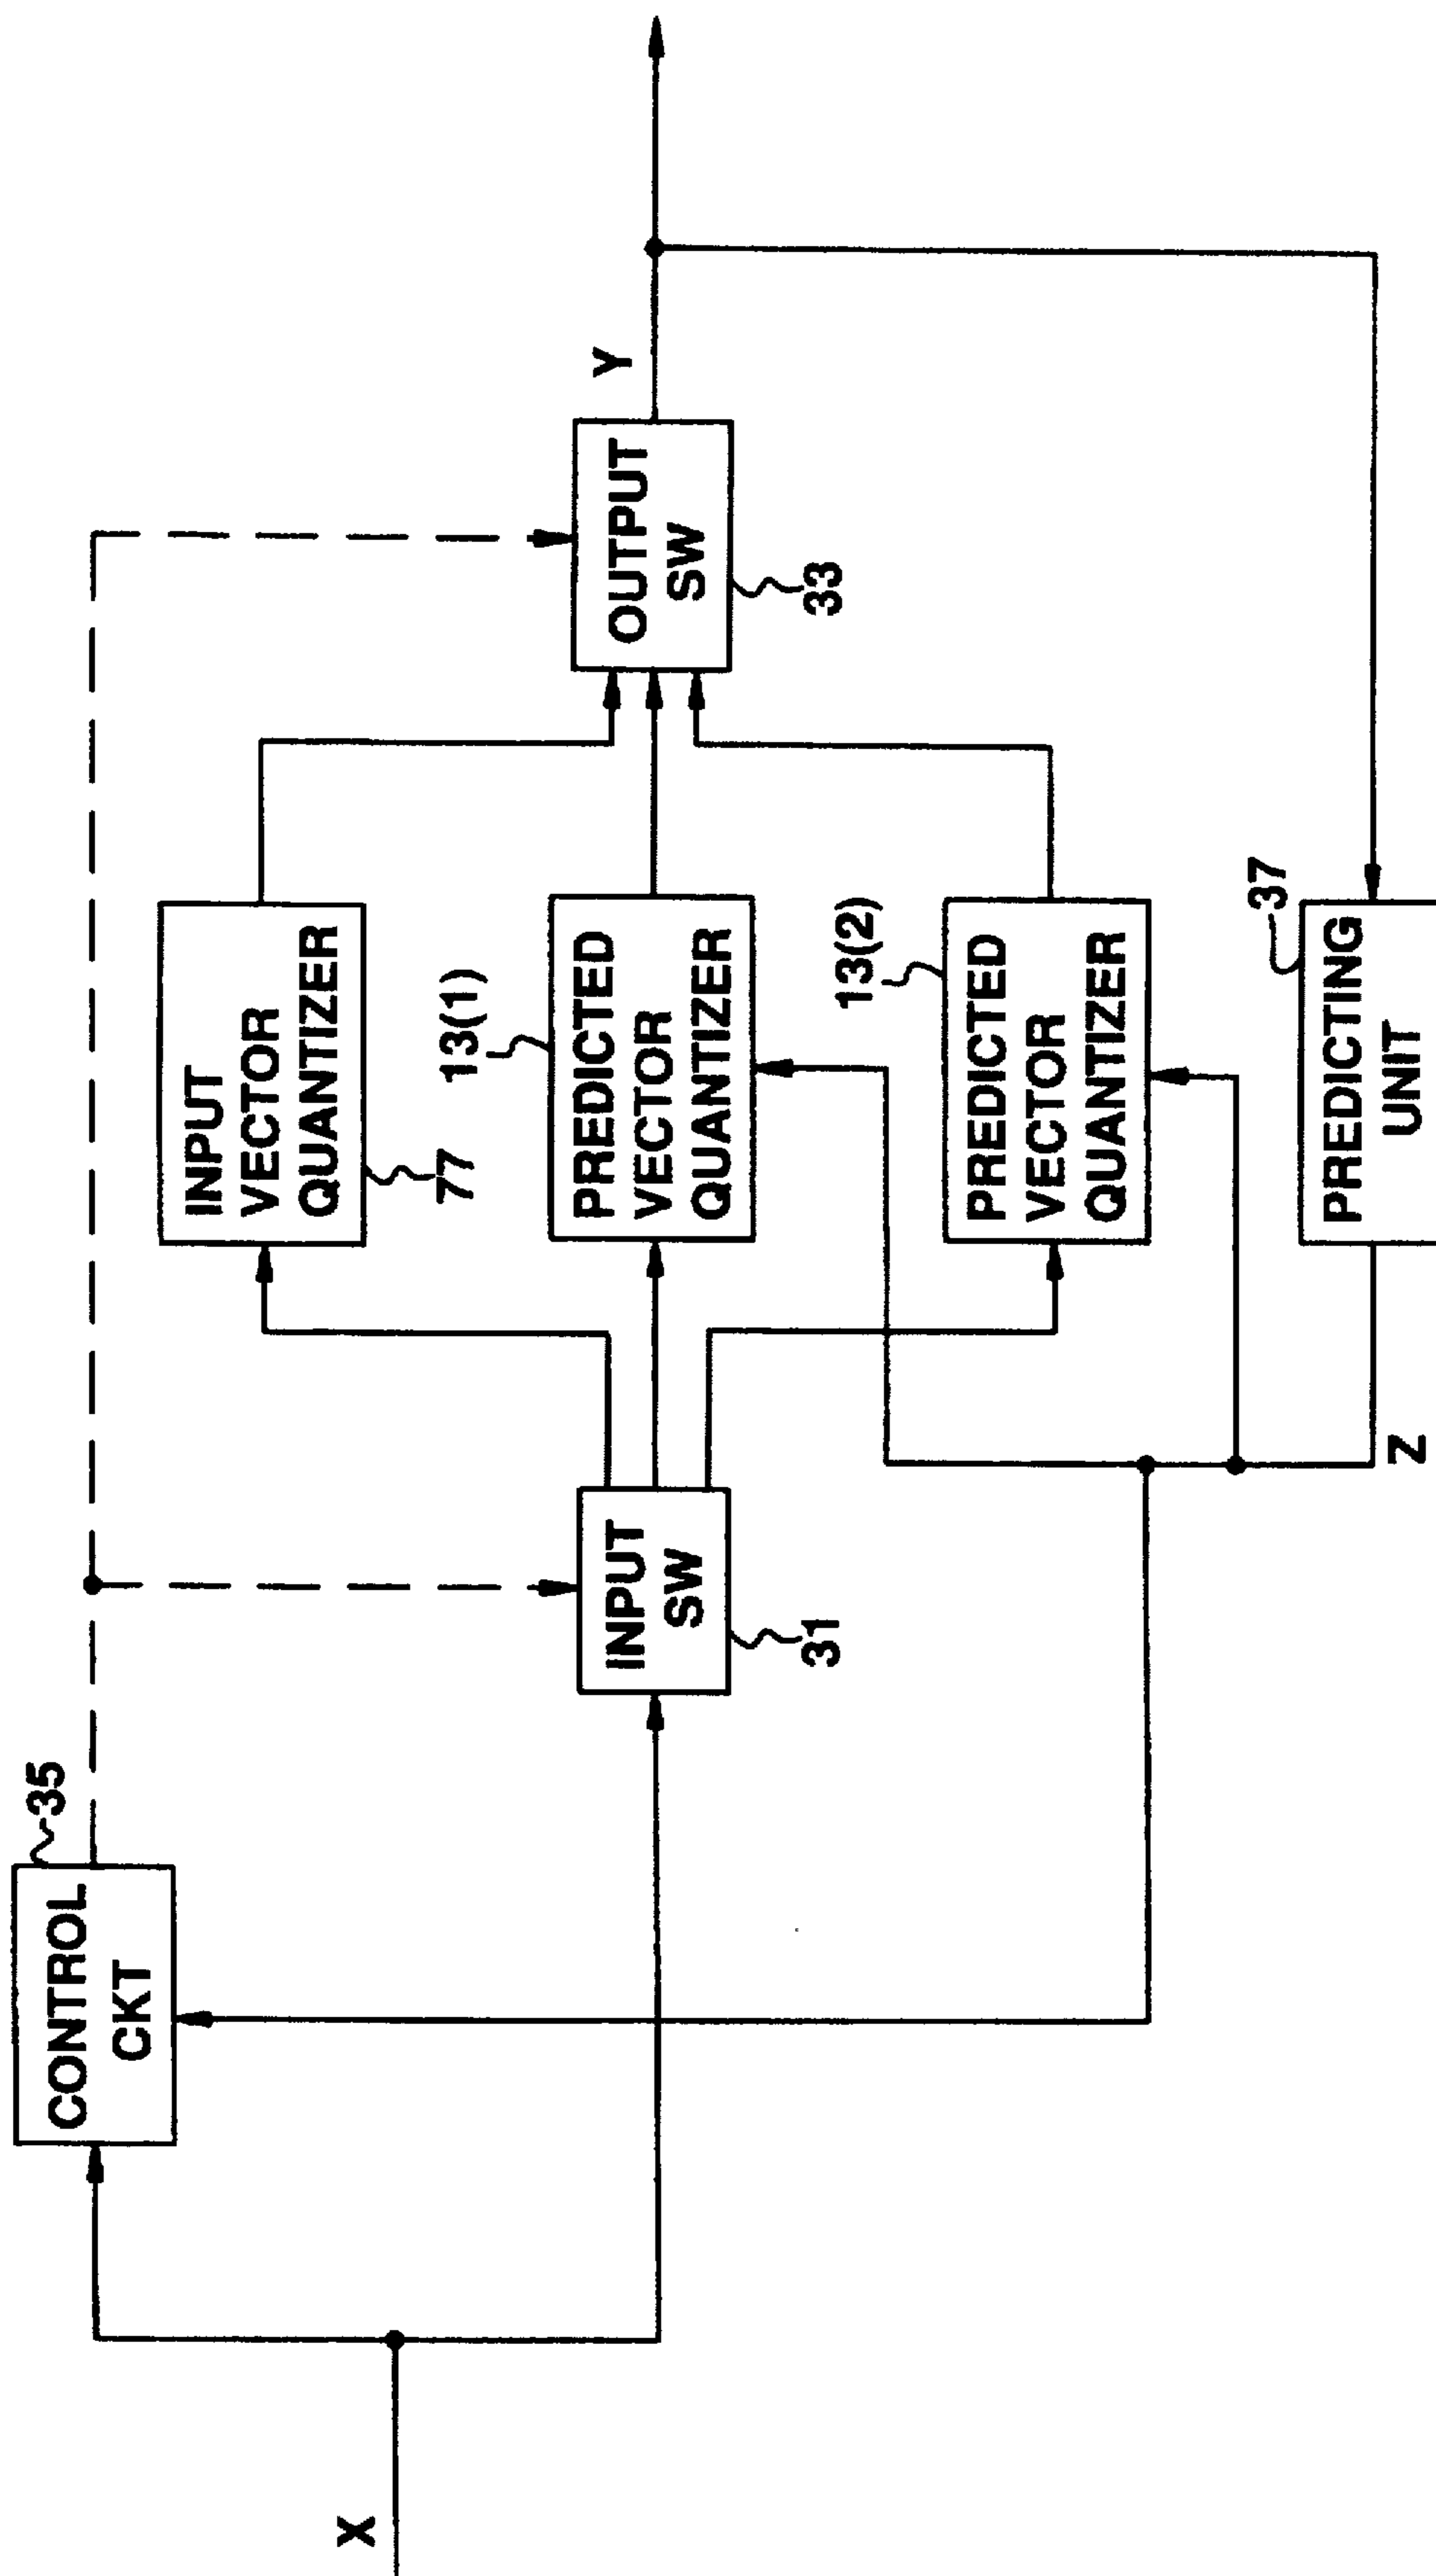 X
CONTROL
CKT
35
INPUT
SW
31
INPUT
VECTOR
QUANTIZER
77
13(1)
PREDICTED
VECTOR
QUANTIZER
13(2)
PREDICTED
VECTOR
QUANTIZER
OUTPUT
SW
33
Y
Z
PREDICTING
UNIT
37